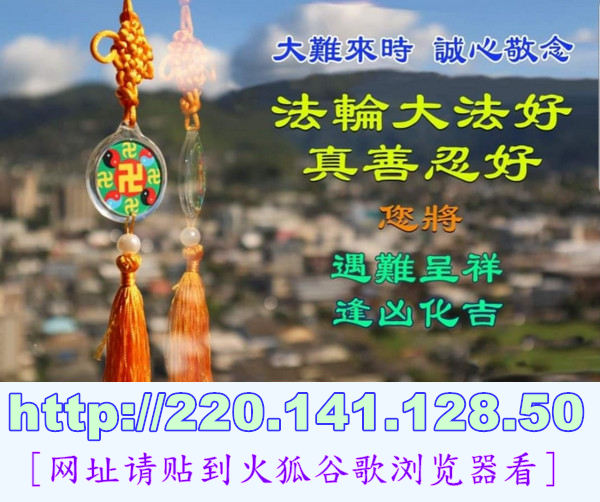 大難來時 誠心敬念
法輪大法好
真善忍好
您將
遇難呈祥
逢凶化吉
http://220.141.128.50
[网址请贴到火狐谷歌浏览器看]